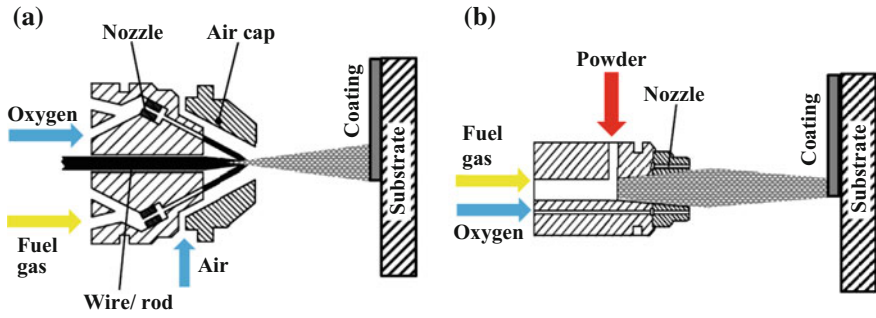 (a)
Nozzle
Air cap
Oxygen
Fuel
gas
Wire/ rod
Air
Coating
Substrate
(b)
Powder
Nozzle
Fuel
gas
Oxygen
Coating
Substrate